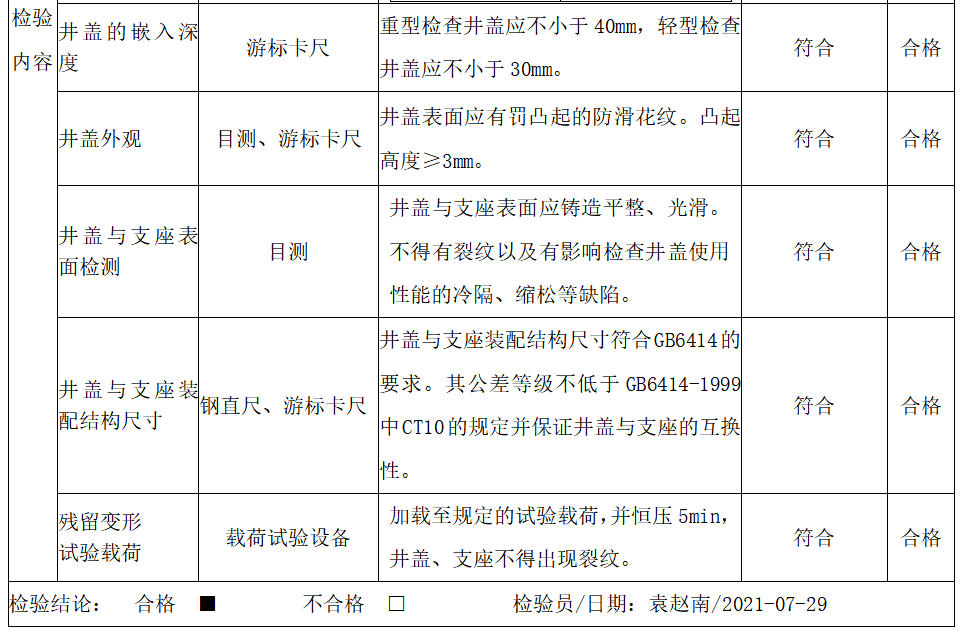 检验
内容
井盖的嵌入深
度
游标卡尺
重型检查井盖应不小于 40mm，轻型检查
井盖应不小于 30mm。
符合
合格
井盖外观
目测、游标卡尺
井盖表面应有罚凸起的防滑花纹。凸起
高度≥3mm。
符合
合格
井盖与支座表
面检测
目测
井盖与支座表面应铸造平整、光滑。
不得有裂纹以及有影响检查井盖使用
性能的冷隔、缩松等缺陷。
符合
合格
井盖与支座装
配结构尺寸
钢直尺、游标卡尺
井盖与支座装配结构尺寸符合GB6414的
要求。其公差等级不低于 GB6414-1999
中CT10的规定并保证井盖与支座的互换
性。
符合
合格
残留变形
试验载荷
载荷试验设备
加载至规定的试验载荷,并恒压 5min，
井盖、支座不得出现裂纹。
符合
合格
检验结论： 合格 ■ 不合格 □ 检验员/日期：袁赵南/2021-07-29